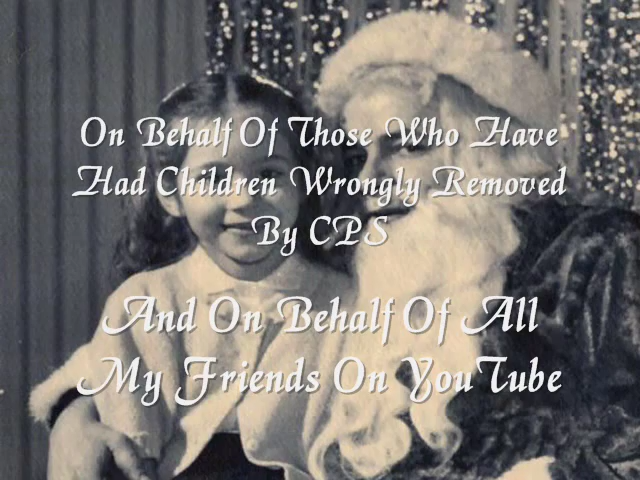 On Behalf Of Those Who Have
Had Children Wrongly Removed
By CPS
And On Behalf Of All
My Friends On YouTube